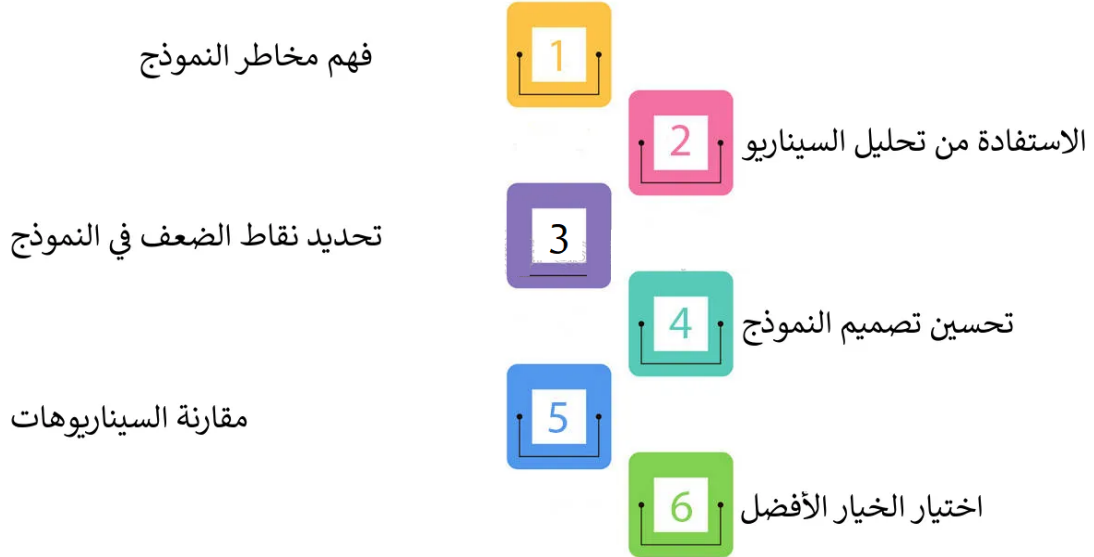 1
فهم مخاطر النموذج
2
الاستفادة من تحليل السيناريو
3
تحديد نقاط الضعف في النموذج
4
تحسين تصميم النموذج
5
مقارنة السيناريوهات
6
اختيار الخيار الأفضل